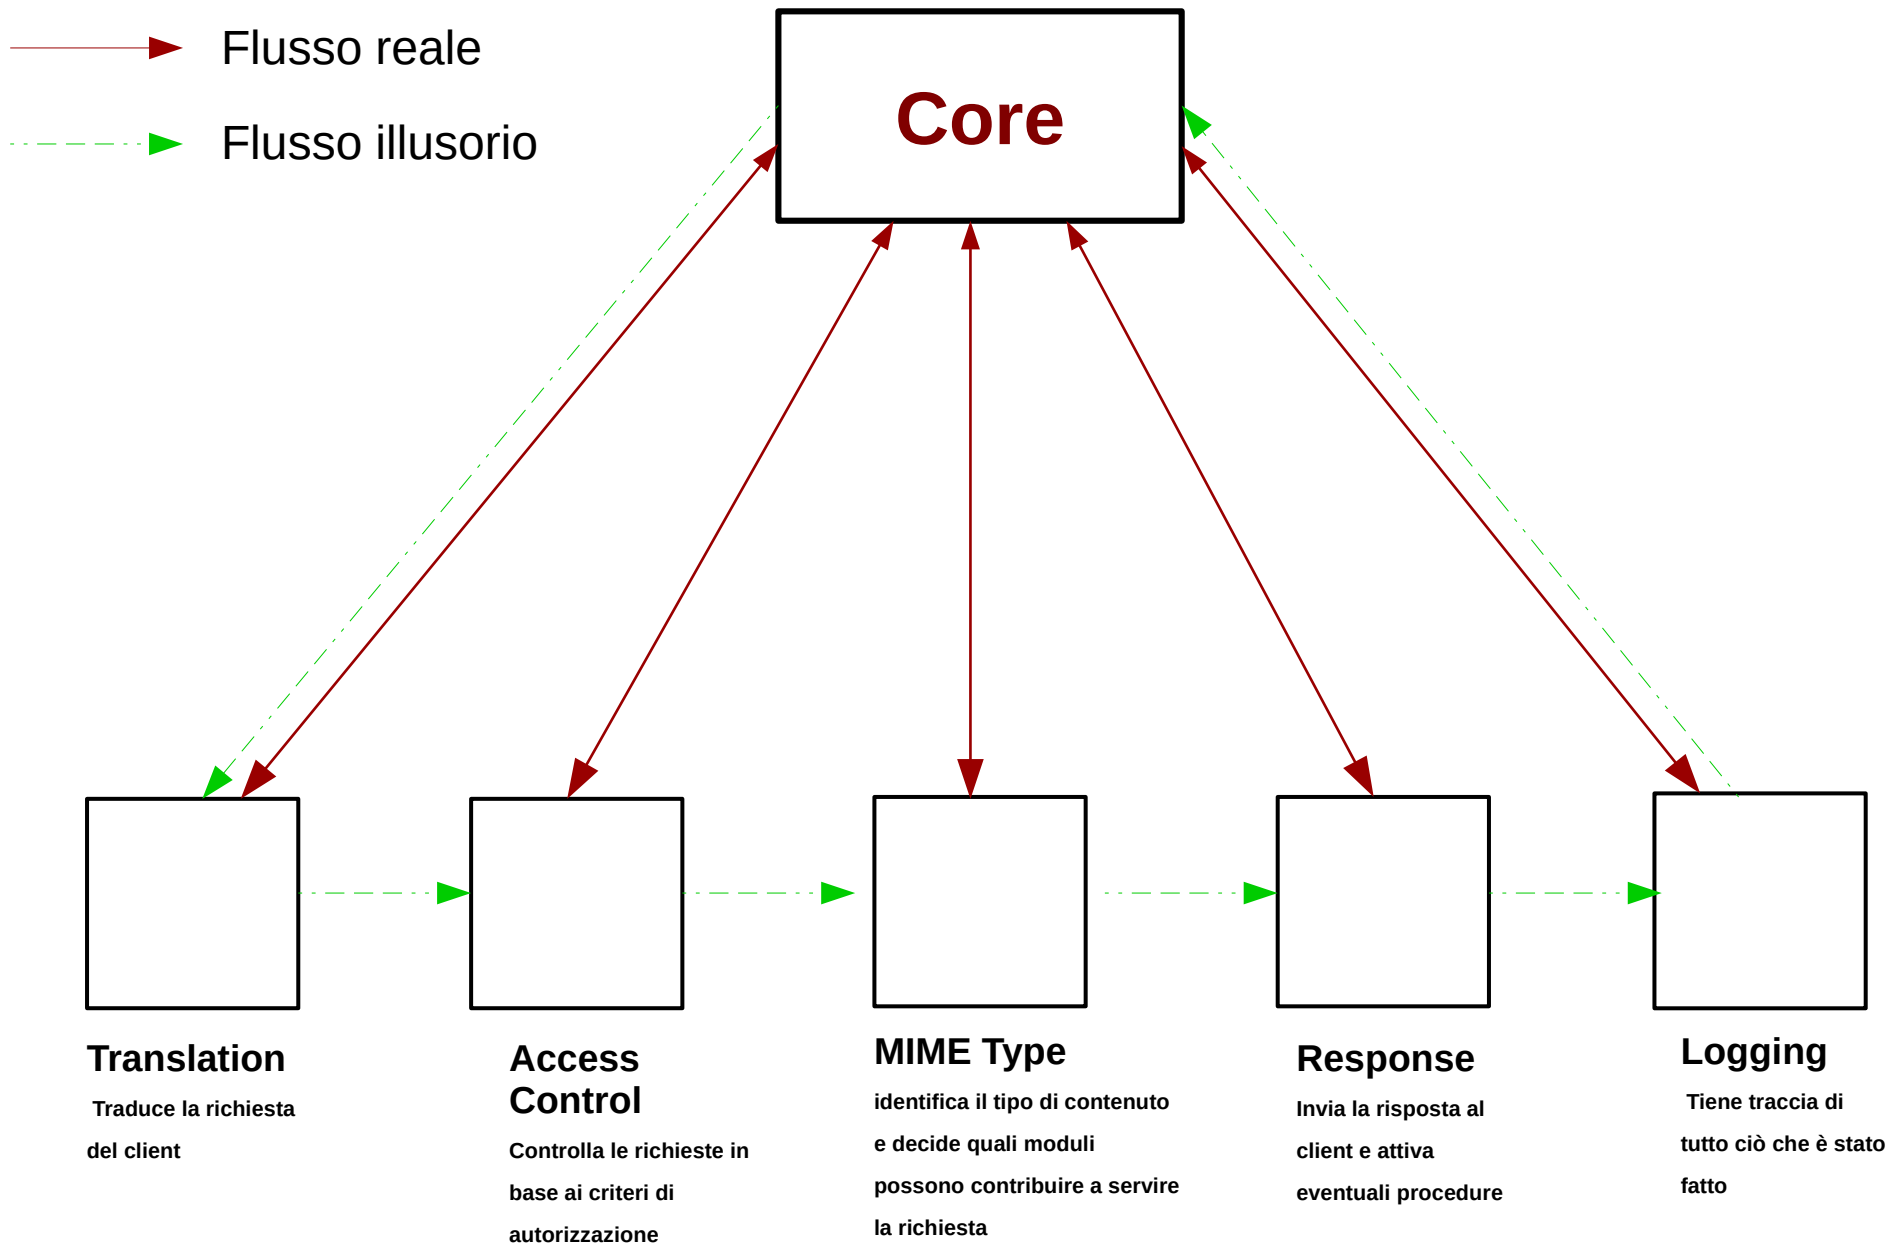 Flusso reale
Flusso illusorio
Core
Translation
Traduce la richiesta
del client
Access
Control
Controlla le richieste in
base ai criteri di
autorizzazione
MIME Type
identifica il tipo di contenuto
e decide quali moduli
possono contribuire a servire
la richiesta
Response
Invia la risposta al
client e attiva
eventuali procedure
Logging
Tiene traccia di
tutto ciò che è stato
fatto